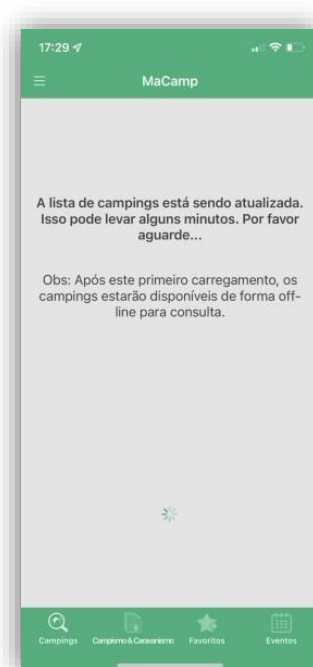 17:29
MaCamp
A lista de campings está sendo atualizada.
Isso pode levar alguns minutos. Por favor
aguarde...
Obs: Após este primeiro carregamento, os
campings estarão disponíveis de forma off-
line para consulta.
Campings Campismo & Caravanismo Favoritos Eventos